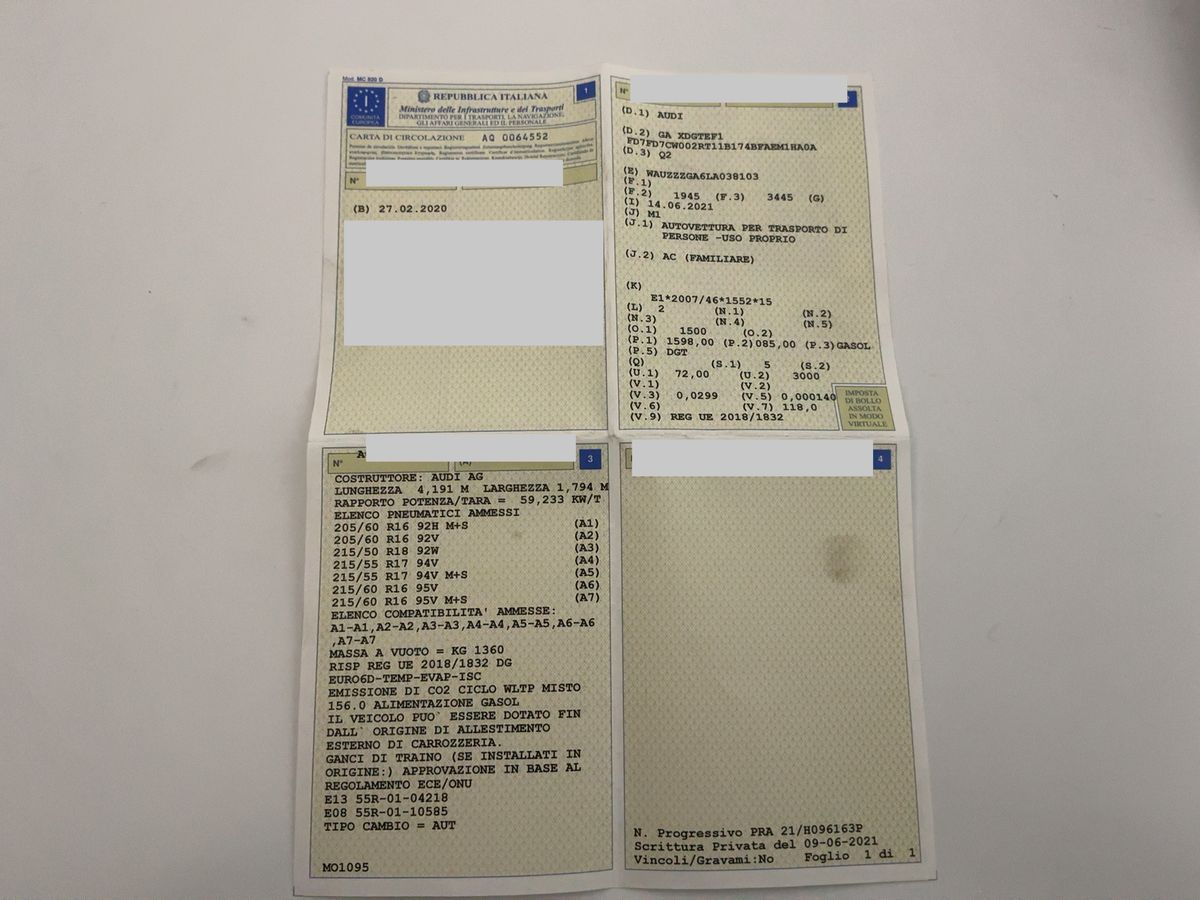 Mod. MC 820 D
REPUBBLICA ITALIANA
1
Ministero delle Infrastrutture e dei Trasporti
DIPARTIMENTO PER I TRASPORTI, LA NAVIGAZIONE,
GLI AFFARI GENERALI ED IL PERSONALE
I
COMUNITÀ
EUROPEA
CARTA DI CIRCOLAZIONE AQ 0064552
N°
(B) 27.02.2020
N°
(D.1) AUDI
(D.2) GA XDGTEF1
FD7FD7CW002RT11B174BFAEM1HA0A
(D.3) Q2
(E) WAUZZZGA6LA038103
(F.1)
(F.2) 1945 (F.3) 3445 (G)
(I) 14.06.2021
(J) M1
(J.1) AUTOVETTURA PER TRASPORTO DI
PERSONE -USO PROPRIO
(J.2) AC (FAMILIARE)
(K)
E1*2007/46*1552*15
(L) 2 (N.1) (N.2)
(N.3) (N.4) (N.5)
(O.1) 1500 (O.2)
(P.1) 1598,00 (P.2)085,00 (P.3)GASOL
(P.5) DGT
(Q) (S.1) 5 (S.2)
(U.1) 72,00 (U.2) 3000
(V.1) (V.2)
(V.3) 0,0299 (V.5) 0,000140
(V.6) (V.7) 118,0
(V.9) REG UE 2018/1832
IMPOSTA
DI BOLLO
ASSOLTA
IN MODO
VIRTUALE
N°
3
COSTRUTTORE: AUDI AG
LUNGHEZZA 4,191 M LARGHEZZA 1,794 M
RAPPORTO POTENZA/TARA = 59,233 KW/T
ELENCO PNEUMATICI AMMESSI
205/60 R16 92H M+S (A1)
205/60 R16 92V (A2)
215/50 R18 92W (A3)
215/55 R17 94V (A4)
215/55 R17 94V M+S (A5)
215/60 R16 95V (A6)
215/60 R16 95V M+S (A7)
ELENCO COMPATIBILITA' AMMESSE:
A1-A1,A2-A2,A3-A3,A4-A4,A5-A5,A6-A6
,A7-A7
MASSA A VUOTO = KG 1360
RISP REG UE 2018/1832 DG
EURO6D-TEMP-EVAP-ISC
EMISSIONE DI CO2 CICLO WLTP MISTO
156.0 ALIMENTAZIONE GASOL
IL VEICOLO PUO` ESSERE DOTATO FIN
DALL` ORIGINE DI ALLESTIMENTO
ESTERNO DI CARROZZERIA.
GANCI DI TRAINO (SE INSTALLATI IN
ORIGINE:) APPROVAZIONE IN BASE AL
REGOLAMENTO ECE/ONU
E13 55R-01-04218
E08 55R-01-10585
TIPO CAMBIO = AUT
MO1095
4
N. Progressivo PRA 21/H096163P
Scrittura Privata del 09-06-2021
Vincoli/Gravami:No Foglio 1 di 1